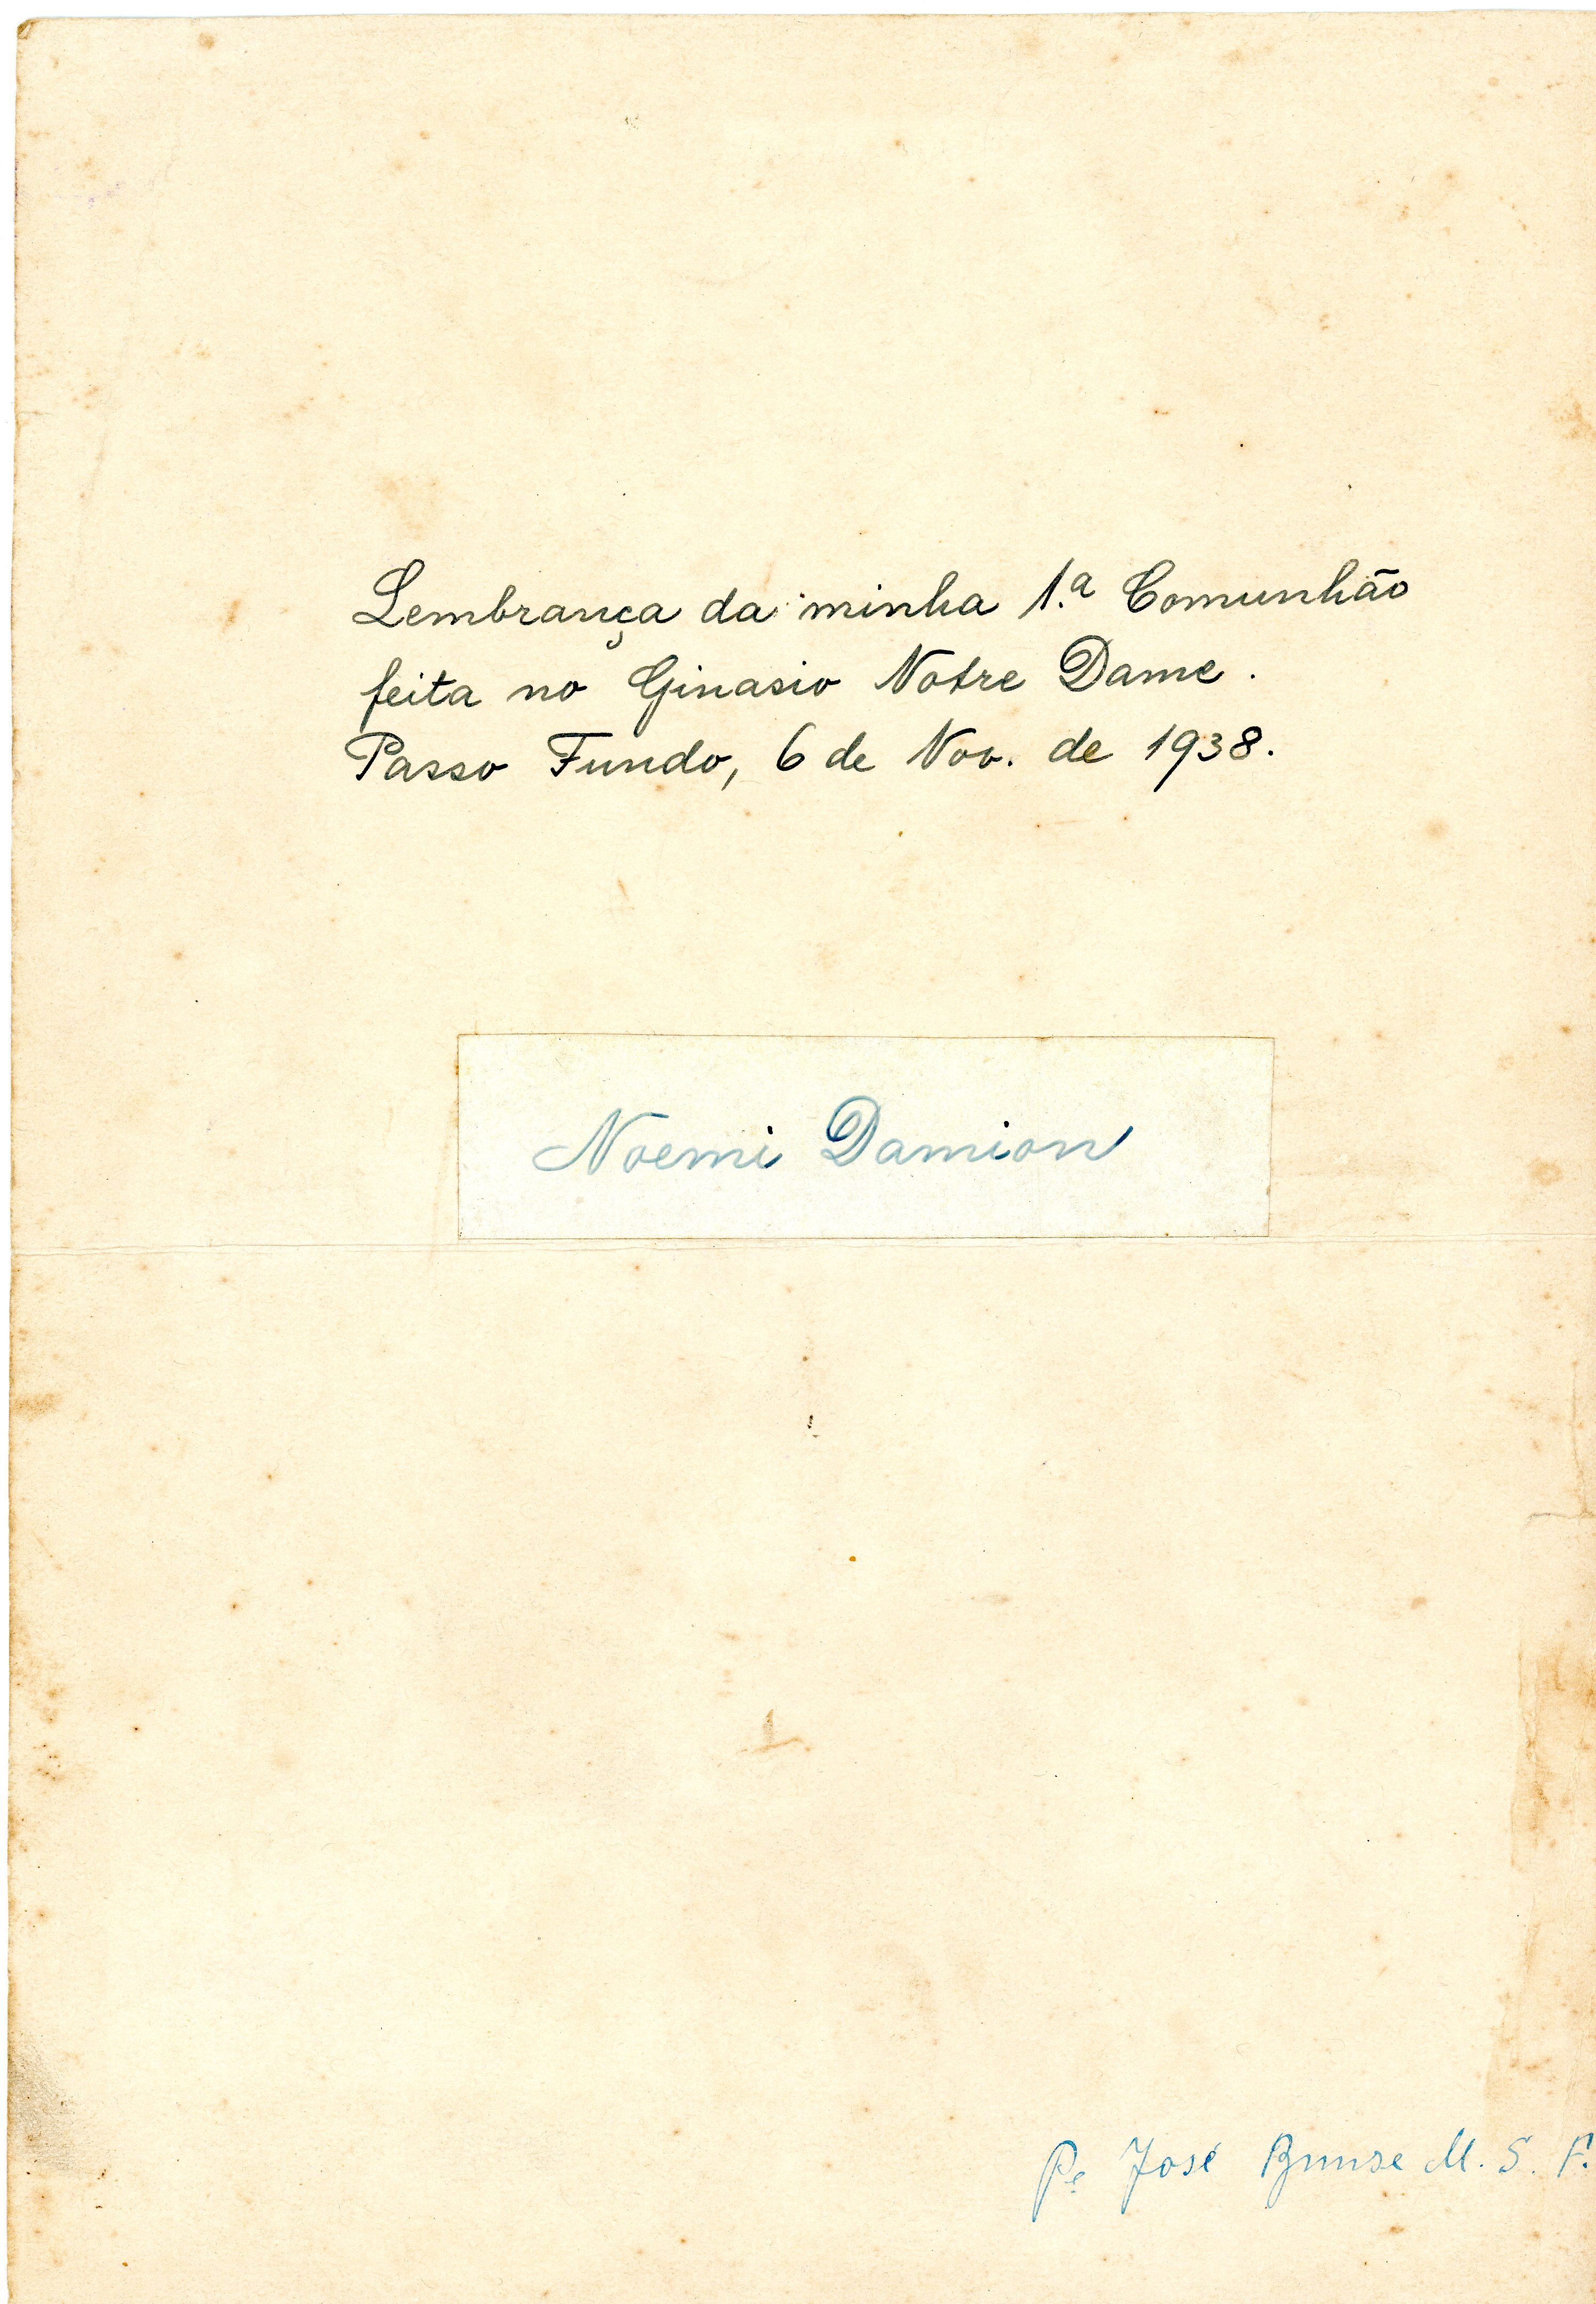 Lembrança da minha 1.ª Comunhão
feita no Ginasio Notre Dame.
Passo Fundo, 6 de Nov. de 1938.
Noemi Damion
Pe José Bunse M. S. F.